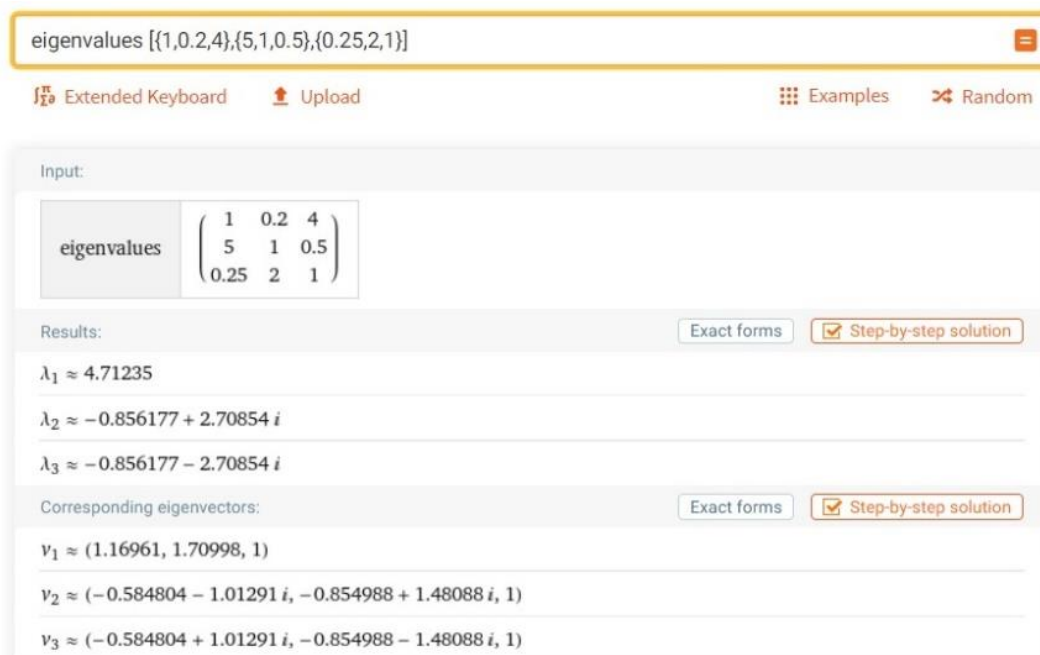 eigenvalues [{1,0.2,4},{5,1,0.5},{0.25,2,1}]
=
Extended Keyboard Upload Examples Random
Input:
eigenvalues
1 0.2 4
5 1 0.5
0.25 2 1
Results: Exact forms Step-by-step solution
λ₁ ≈ 4.71235
λ₂ ≈ −0.856177 + 2.70854 i
λ₃ ≈ −0.856177 − 2.70854 i
Corresponding eigenvectors: Exact forms Step-by-step solution
v₁ ≈ (1.16961, 1.70998, 1)
v₂ ≈ (−0.584804 − 1.01291 i, −0.854988 + 1.48088 i, 1)
v₃ ≈ (−0.584804 + 1.01291 i, −0.854988 − 1.48088 i, 1)